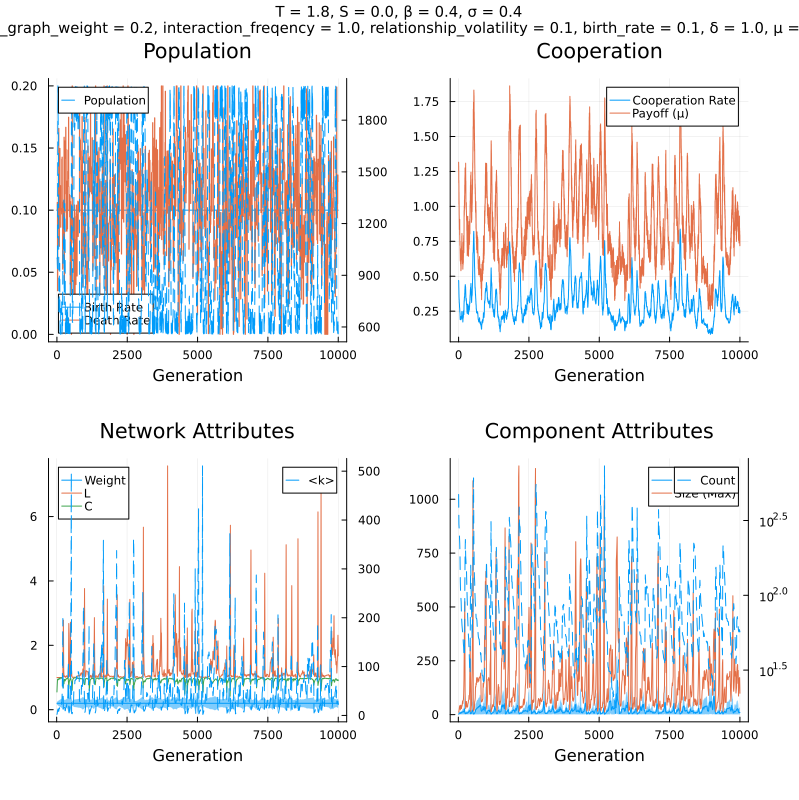 T = 1.8, S = 0.0, β = 0.4, σ = 0.4
_graph_weight = 0.2, interaction_freqency = 1.0, relationship_volatility = 0.1, birth_rate = 0.1, δ = 1.0, μ =
Population
Cooperation
0.20
0.15
0.10
0.05
0.00
Population
Birth Rate
Death Rate
1800
1500
1200
900
600
0
2500
5000
7500
10000
Generation
1.75
1.50
1.25
1.00
0.75
0.50
0.25
Cooperation Rate
Payoff (μ)
0
2500
5000
7500
10000
Generation
Network Attributes
Component Attributes
6
4
2
0
Weight
L
C
<k>
500
400
300
200
100
0
0
2500
5000
7500
10000
Generation
1000
750
500
250
0
Count
Size (Max)
10^2.5
10^2.0
10^1.5
0
2500
5000
7500
10000
Generation